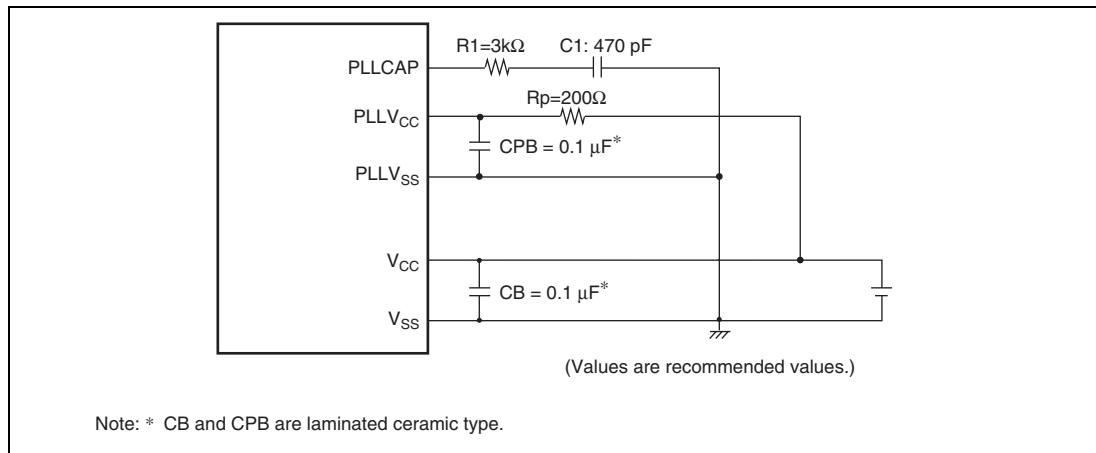 R1=3kΩ C1: 470 pF
PLLCAP
Rp=200Ω
PLLVCC
CPB = 0.1 μF*
PLLVSS
VCC
CB = 0.1 μF*
VSS
(Values are recommended values.)
Note: * CB and CPB are laminated ceramic type.